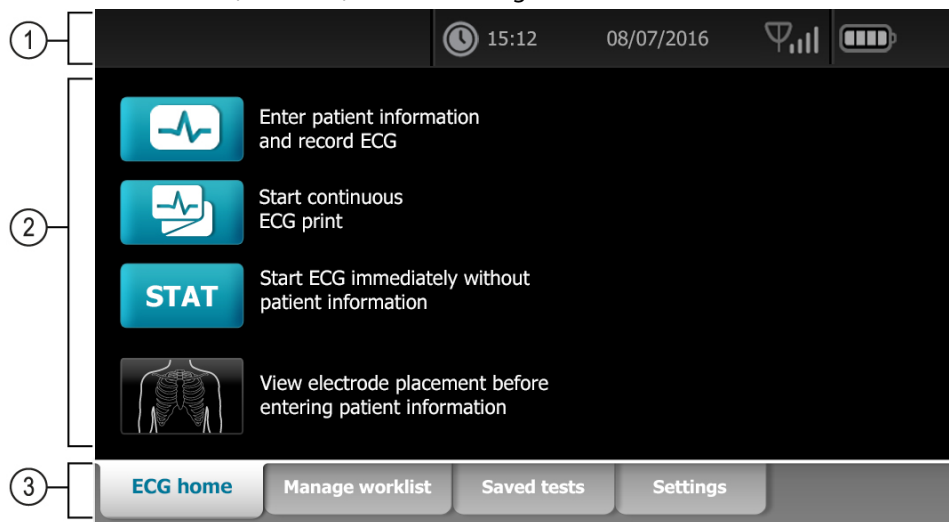 1
15:12 08/07/2016
2
Enter patient information
and record ECG
Start continuous
ECG print
STAT
Start ECG immediately without
patient information
View electrode placement before
entering patient information
3
ECG home Manage worklist Saved tests Settings